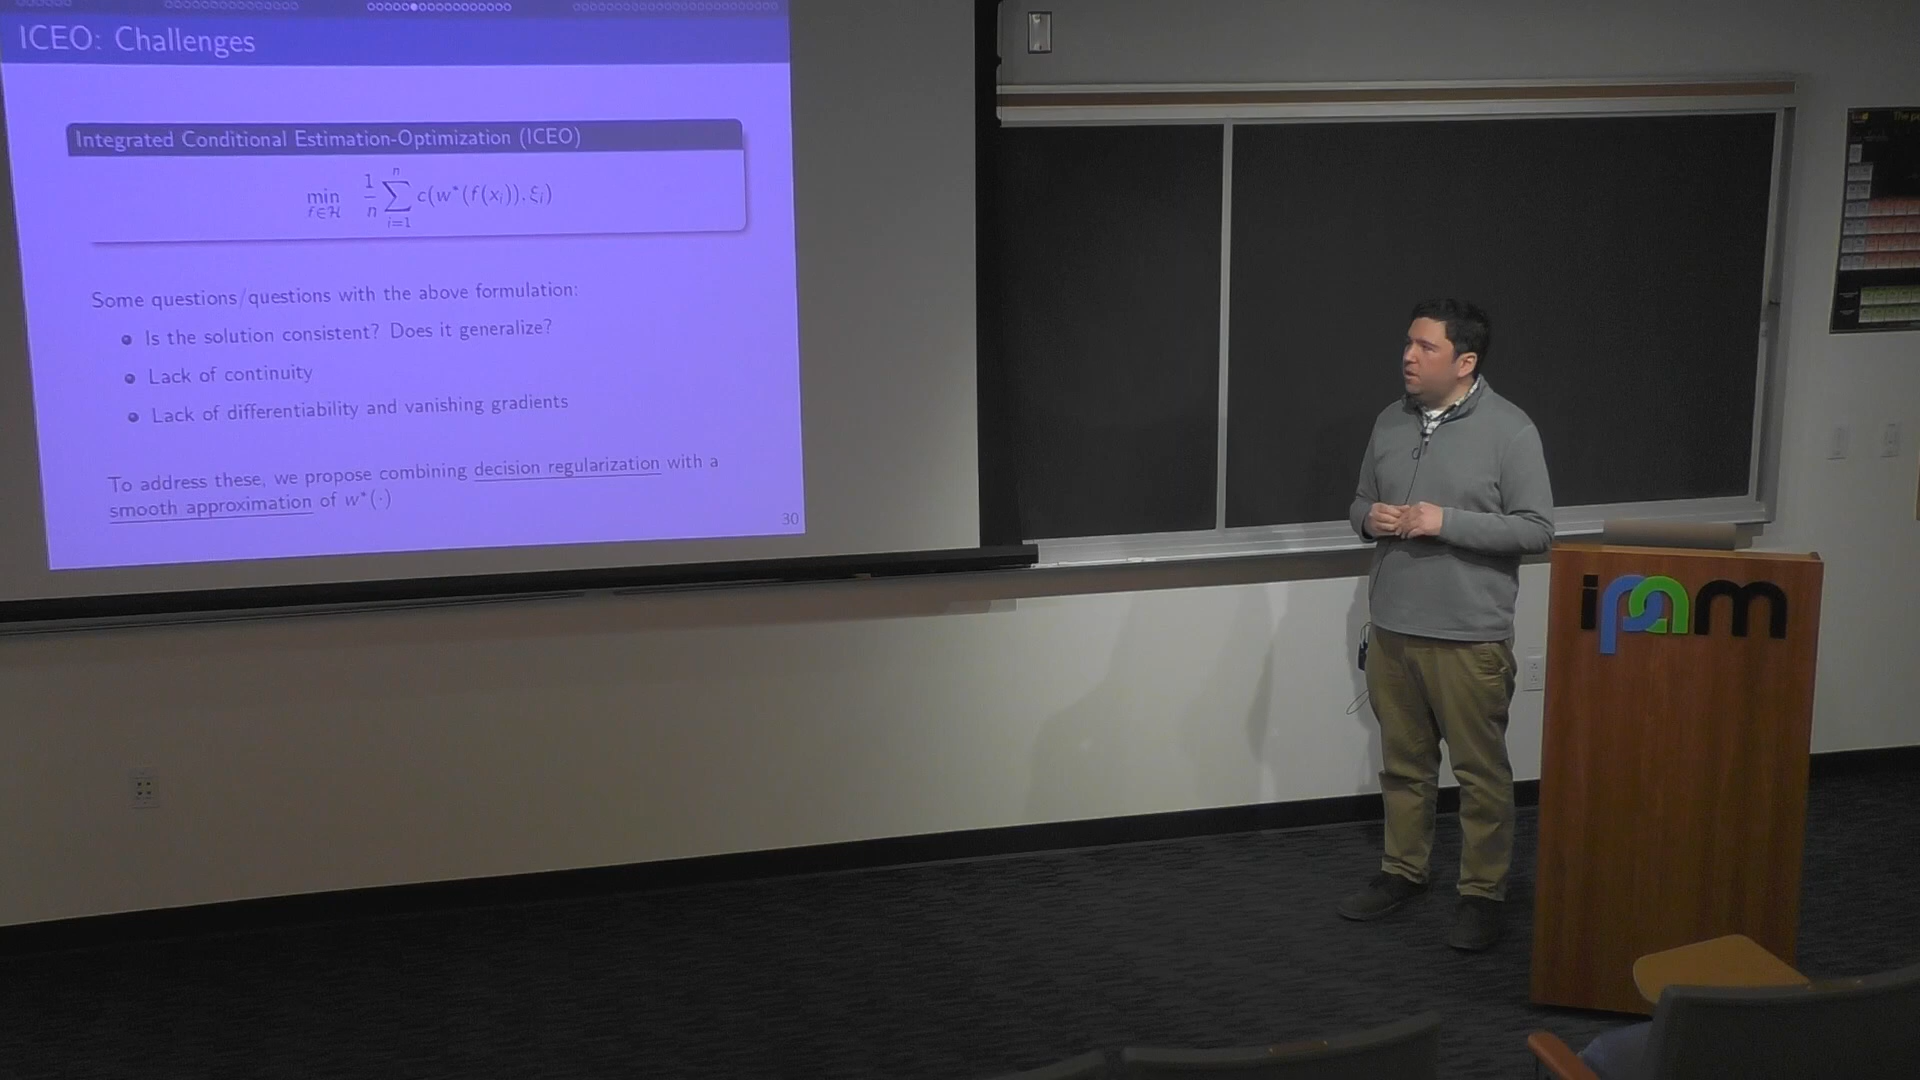 ICEO: Challenges
Integrated Conditional Estimation-Optimization (ICEO)
min f∈H 1/n ∑ i=1 n c(w*(f(xᵢ)), ξᵢ)
Some questions/questions with the above formulation:
Is the solution consistent? Does it generalize?
Lack of continuity
Lack of differentiability and vanishing gradients
To address these, we propose combining decision regularization with a
smooth approximation of w*(·)
30
ipam